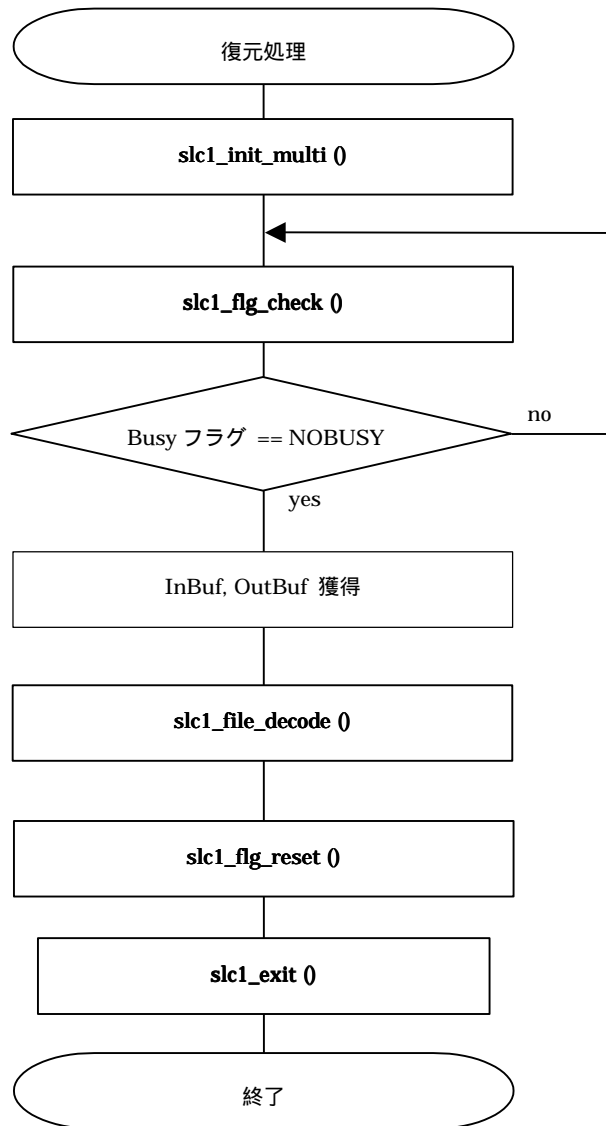 復元処理
slc1_init_multi ()
slc1_flg_check ()
Busy フラグ == NOBUSY
no
yes
InBuf, OutBuf 獲得
slc1_file_decode ()
slc1_flg_reset ()
slc1_exit ()
終了